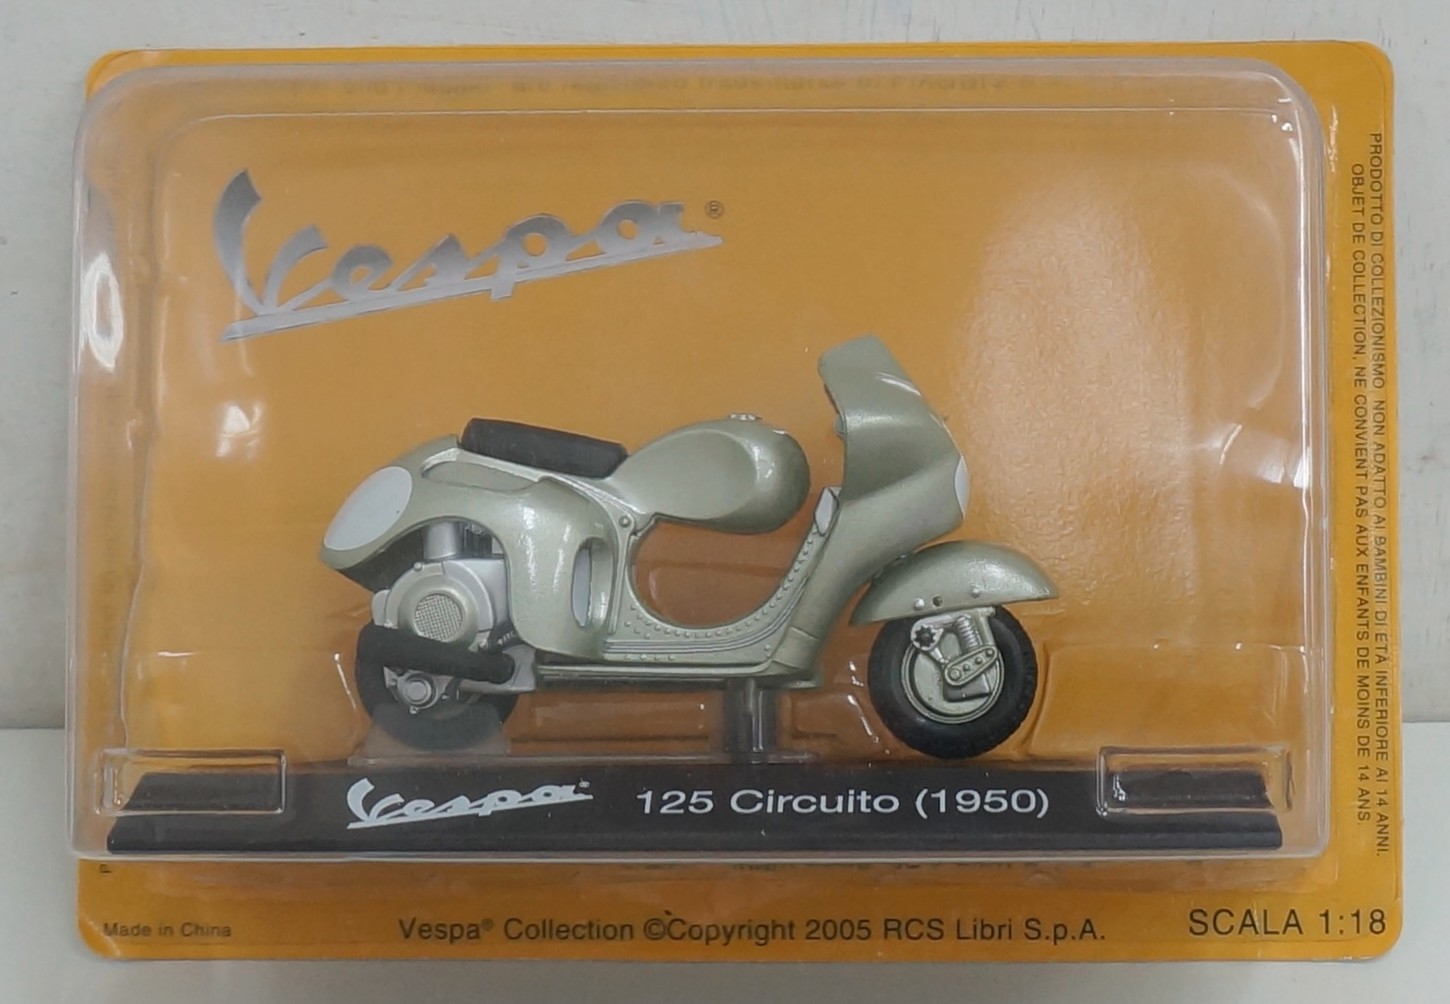 Vespa®
PRODOTTO DI COLLEZIONISMO. NON ADATTO AI BAMBINI DI ETÀ INFERIORE AI 14 ANNI.
OBJET DE COLLECTION, NE CONVIENT PAS AUX ENFANTS DE MOINS DE 14 ANS.
Vespa® 125 Circuito (1950)
Made in China
Vespa® Collection ©Copyright 2005 RCS Libri S.p.A.
SCALA 1:18